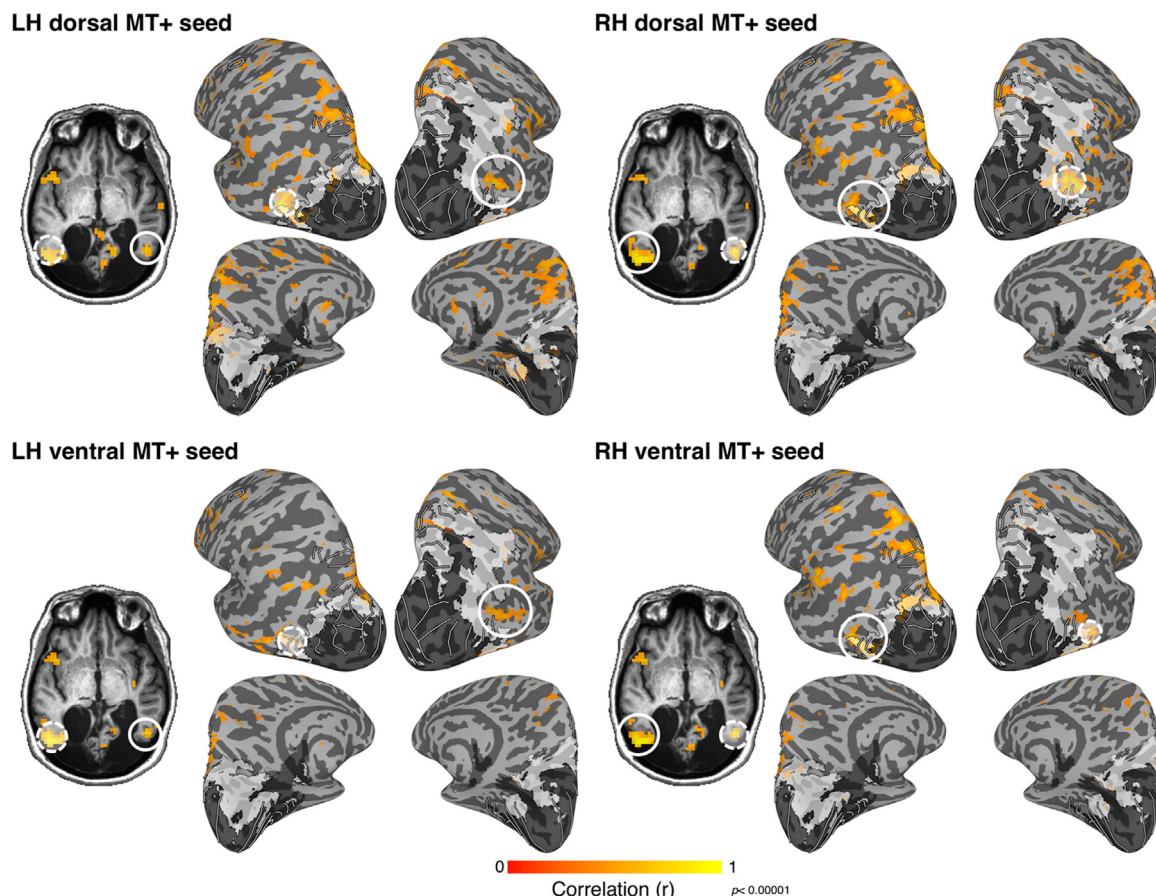 LH dorsal MT+ seed
RH dorsal MT+ seed
LH ventral MT+ seed
RH ventral MT+ seed
0 1
Correlation (r) p< 0.00001